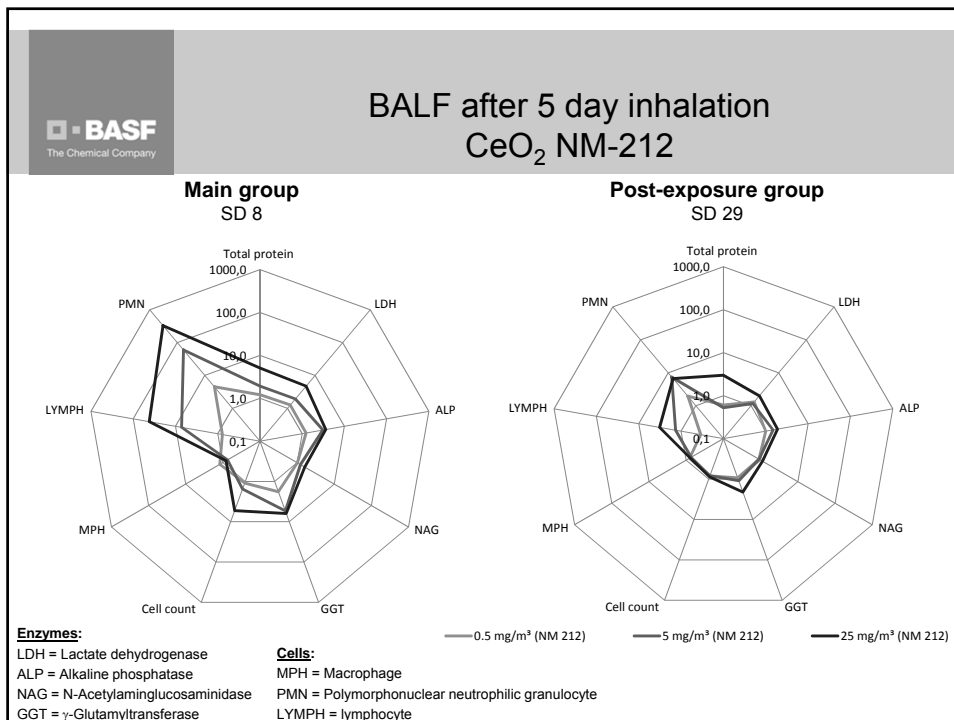 BASF
The Chemical Company
BALF after 5 day inhalation
CeO₂ NM-212
Main group
SD 8
Total protein
1000,0
100,0
10,0
1,0
0,1
LDH
ALP
NAG
GGT
Cell count
MPH
LYMPH
PMN
Post-exposure group
SD 29
Total protein
1000,0
100,0
10,0
1,0
0,1
LDH
ALP
NAG
GGT
Cell count
MPH
LYMPH
PMN
0.5 mg/m³ (NM 212)
5 mg/m³ (NM 212)
25 mg/m³ (NM 212)
Enzymes:
LDH = Lactate dehydrogenase
ALP = Alkaline phosphatase
NAG = N-Acetylaminglucosaminidase
GGT = γ-Glutamyltransferase
Cells:
MPH = Macrophage
PMN = Polymorphonuclear neutrophilic granulocyte
LYMPH = lymphocyte